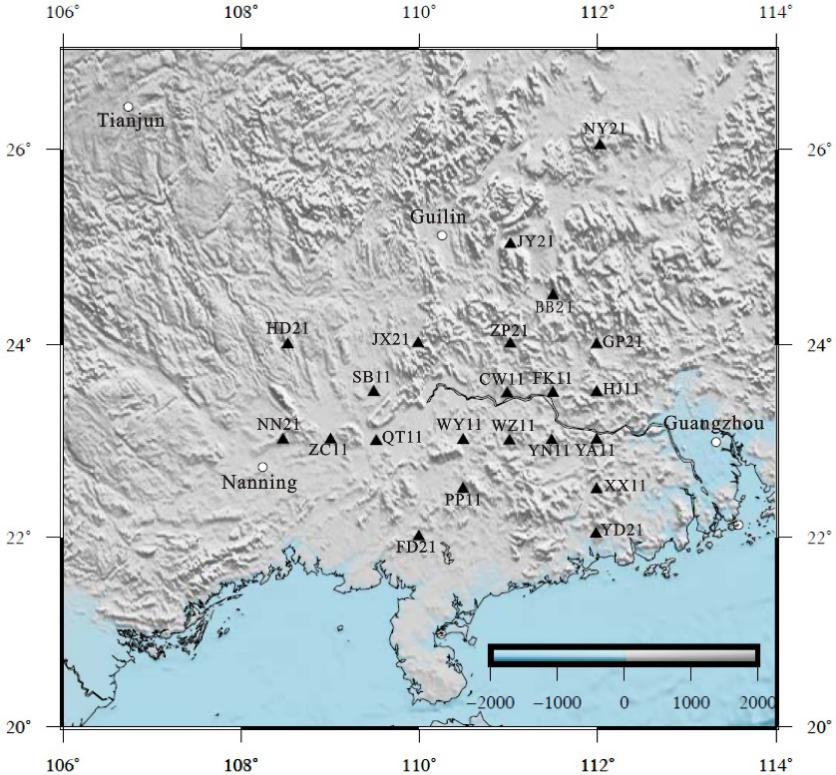 106° 108° 110° 112° 114°
Tianjun
NY21
26° 26°
Guilin
JY21
BB21
HD21 JX21 ZP21 GP21
24° 24°
SB11 CW11 FK11 HJ11
NN21 ZC11 QT11 WY11 WZ11 YN11 YA11 Guangzhou
Nanning
PP11 XX11
FD21 YD21
22° 22°
−2000 −1000 0 1000 2000
20° 20°
106° 108° 110° 112° 114°